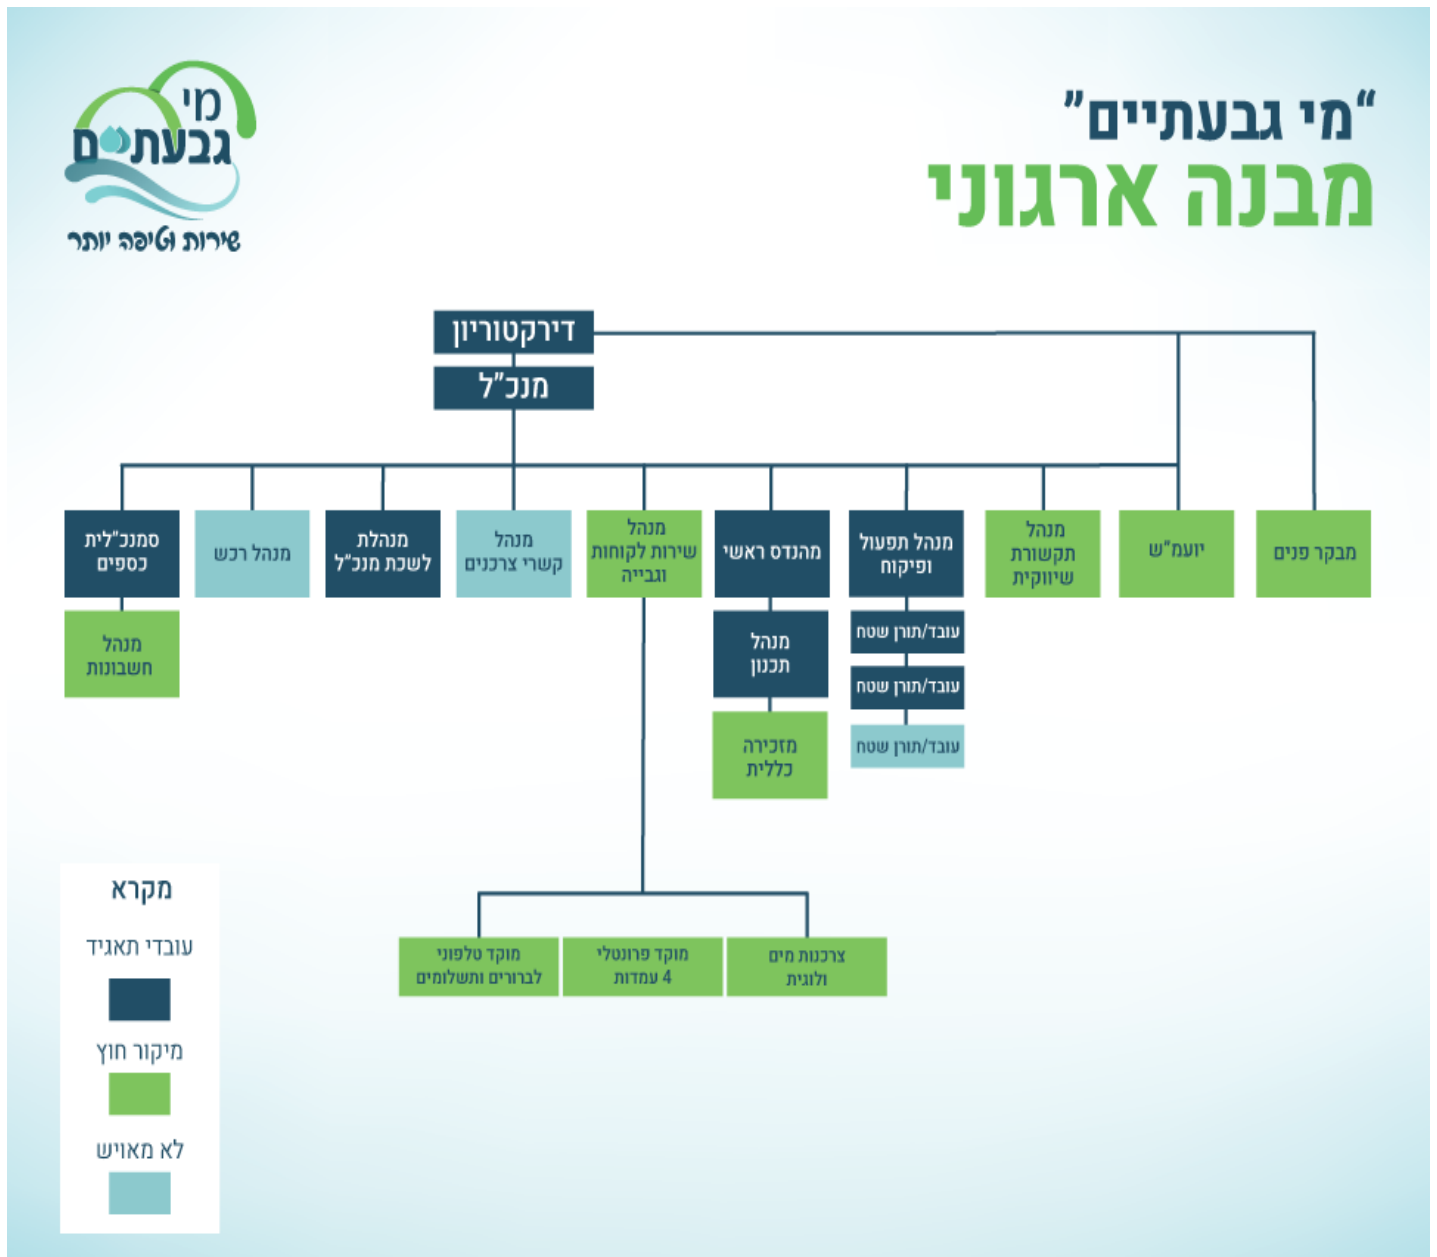 “מי גבעתיים”
מבנה ארגוני
מי
גבעתיים
שירות וטיפה יותר
דירקטוריון
מנכ”ל
מבקר פנים
יועמ”ש
מנהל
תקשורת
שיווקית
מנהל תפעול
ופיקוח
עובד/תורן שטח
עובד/תורן שטח
עובד/תורן שטח
מהנדס ראשי
מנהל
תכנון
מזכירה
כללית
מנהל
שירות לקוחות
וגבייה
מנהל
קשרי צרכנים
מנהלת
לשכת מנכ”ל
מנהל רכש
סמנכ”לית
כספים
מנהל
חשבונות
צרכנות מים
ולוגית
מוקד פרונטלי
4 עמדות
מוקד טלפוני
לברורים ותשלומים
מקרא
עובדי תאגיד
מיקור חוץ
לא מאויש